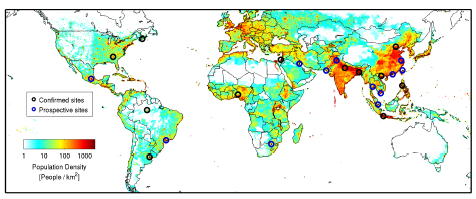 Confirmed sites
Prospective sites
1 10 100 1000
Population Density
[People / km²]